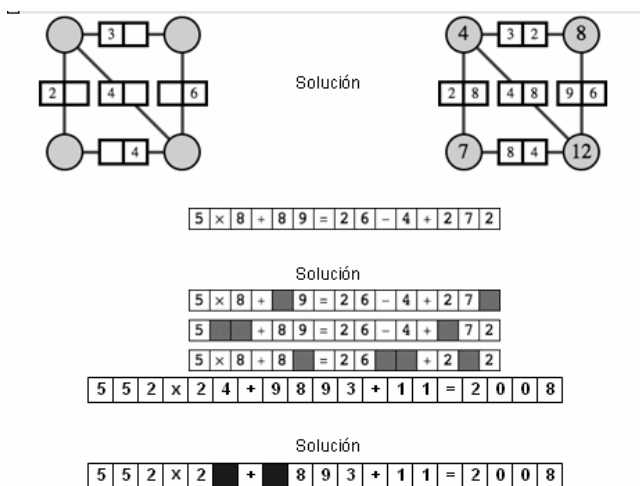 3 4 3 2 8
2 4 6 Solución 2 8 4 8 9 6
4 7 8 4 12
5 × 8 + 8 9 = 2 6 - 4 + 2 7 2
Solución
5 × 8 + 9 = 2 6 - 4 + 2 7
5 + 8 9 = 2 6 - 4 + 7 2
5 × 8 + 8 = 2 6 + 2 2
5 5 2 x 2 4 + 9 8 9 3 + 1 1 = 2 0 0 8
Solución
5 5 2 x 2 + 8 9 3 + 1 1 = 2 0 0 8